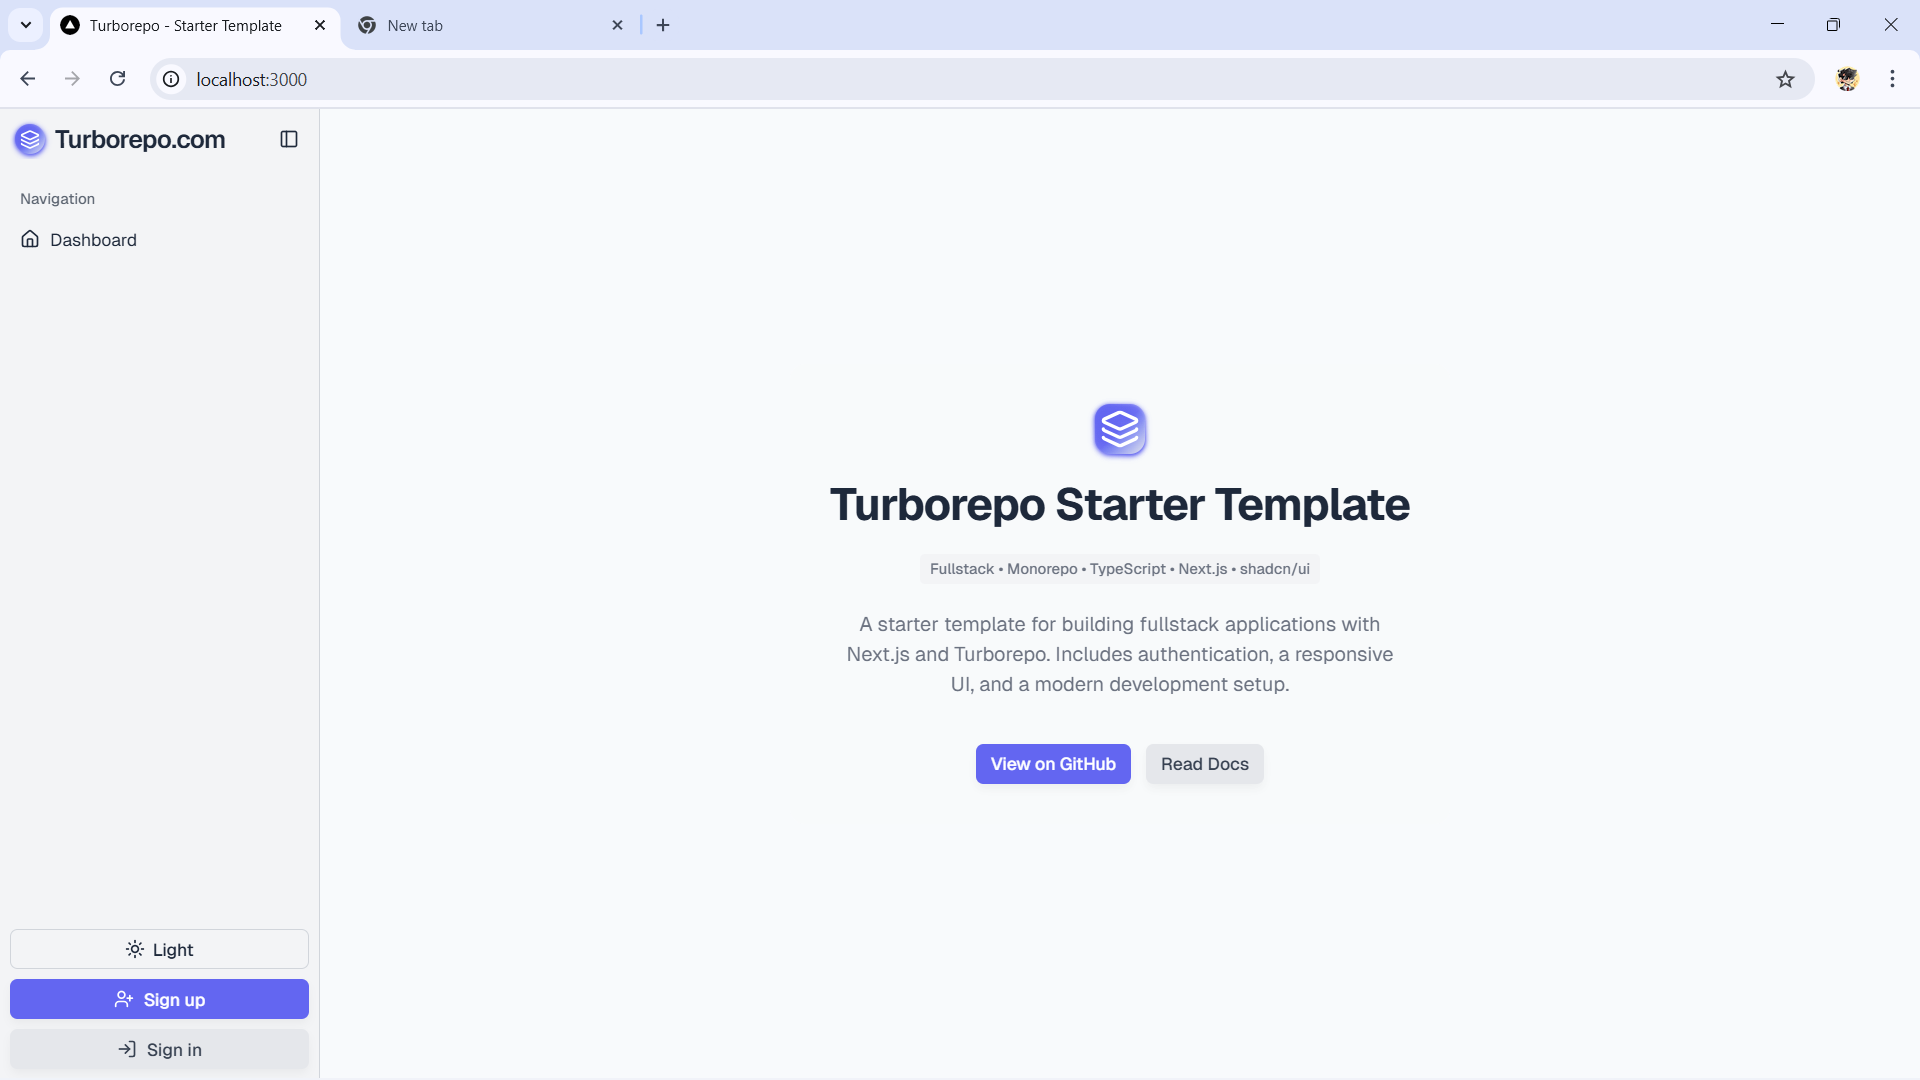 Turborepo - Starter Template
New tab
localhost:3000
Turborepo.com
Navigation
Dashboard
Turborepo Starter Template
Fullstack • Monorepo • TypeScript • Next.js • shadcn/ui
A starter template for building fullstack applications with
Next.js and Turborepo. Includes authentication, a responsive
UI, and a modern development setup.
View on GitHub
Read Docs
Light
Sign up
Sign in